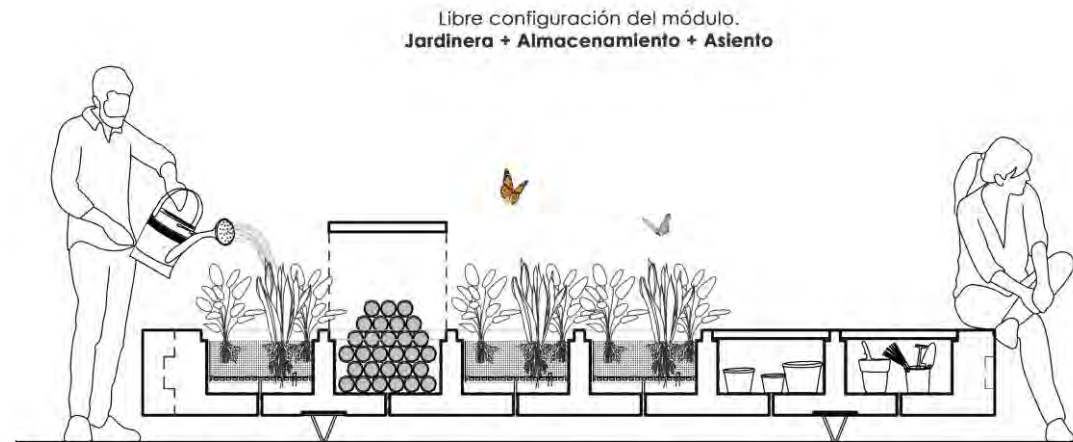 Libre configuración del módulo.
Jardinera + Almacenamiento + Asiento